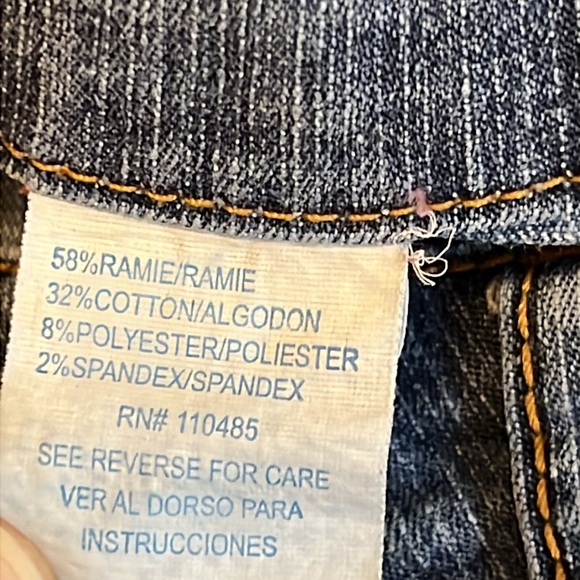 58%RAMIE/RAMIE
32%COTTON/ALGODON
8%POLYESTER/POLIESTER
2%SPANDEX/SPANDEX
RN# 110485
SEE REVERSE FOR CARE
VER AL DORSO PARA
INSTRUCCIONES